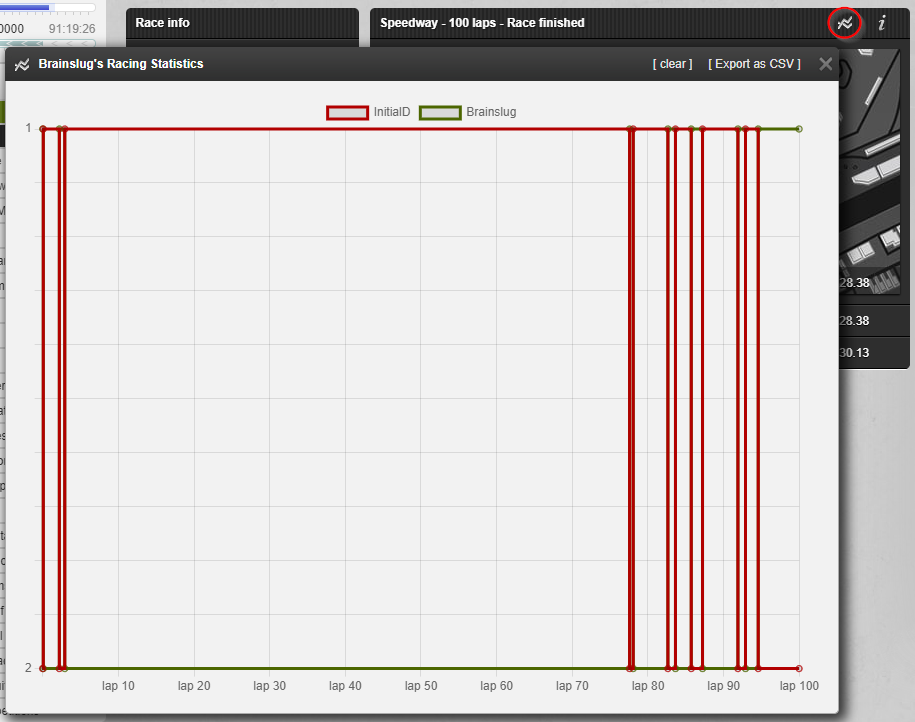 0000 91:19:26
Race info
Speedway - 100 laps - Race finished
i
Brainslug's Racing Statistics
[ clear ] [ Export as CSV ]
InitialD Brainslug
1
2
lap 10 lap 20 lap 30 lap 40 lap 50 lap 60 lap 70 lap 80 lap 90 lap 100
28.38
28.38
30.13